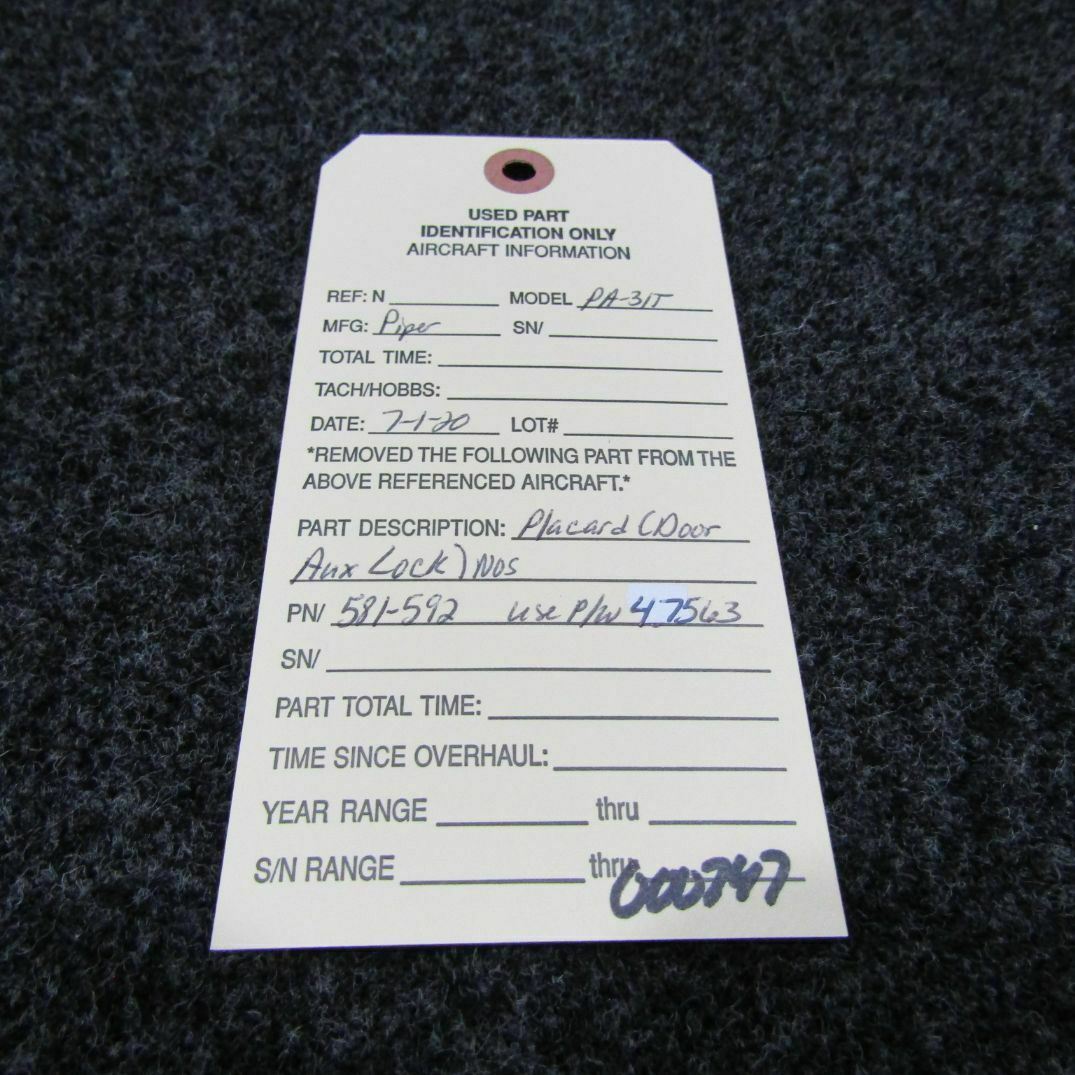 USED PART
IDENTIFICATION ONLY
AIRCRAFT INFORMATION
REF: N MODEL PA-31T
MFG: Piper SN/
TOTAL TIME:
TACH/HOBBS:
DATE: 7-1-20 LOT#
*REMOVED THE FOLLOWING PART FROM THE
ABOVE REFERENCED AIRCRAFT.*
PART DESCRIPTION: Placard (Door
Aux Lock) NOS
PN/ 581-592 use P/N 47563
SN/
PART TOTAL TIME:
TIME SINCE OVERHAUL:
YEAR RANGE thru
S/N RANGE thru 000747